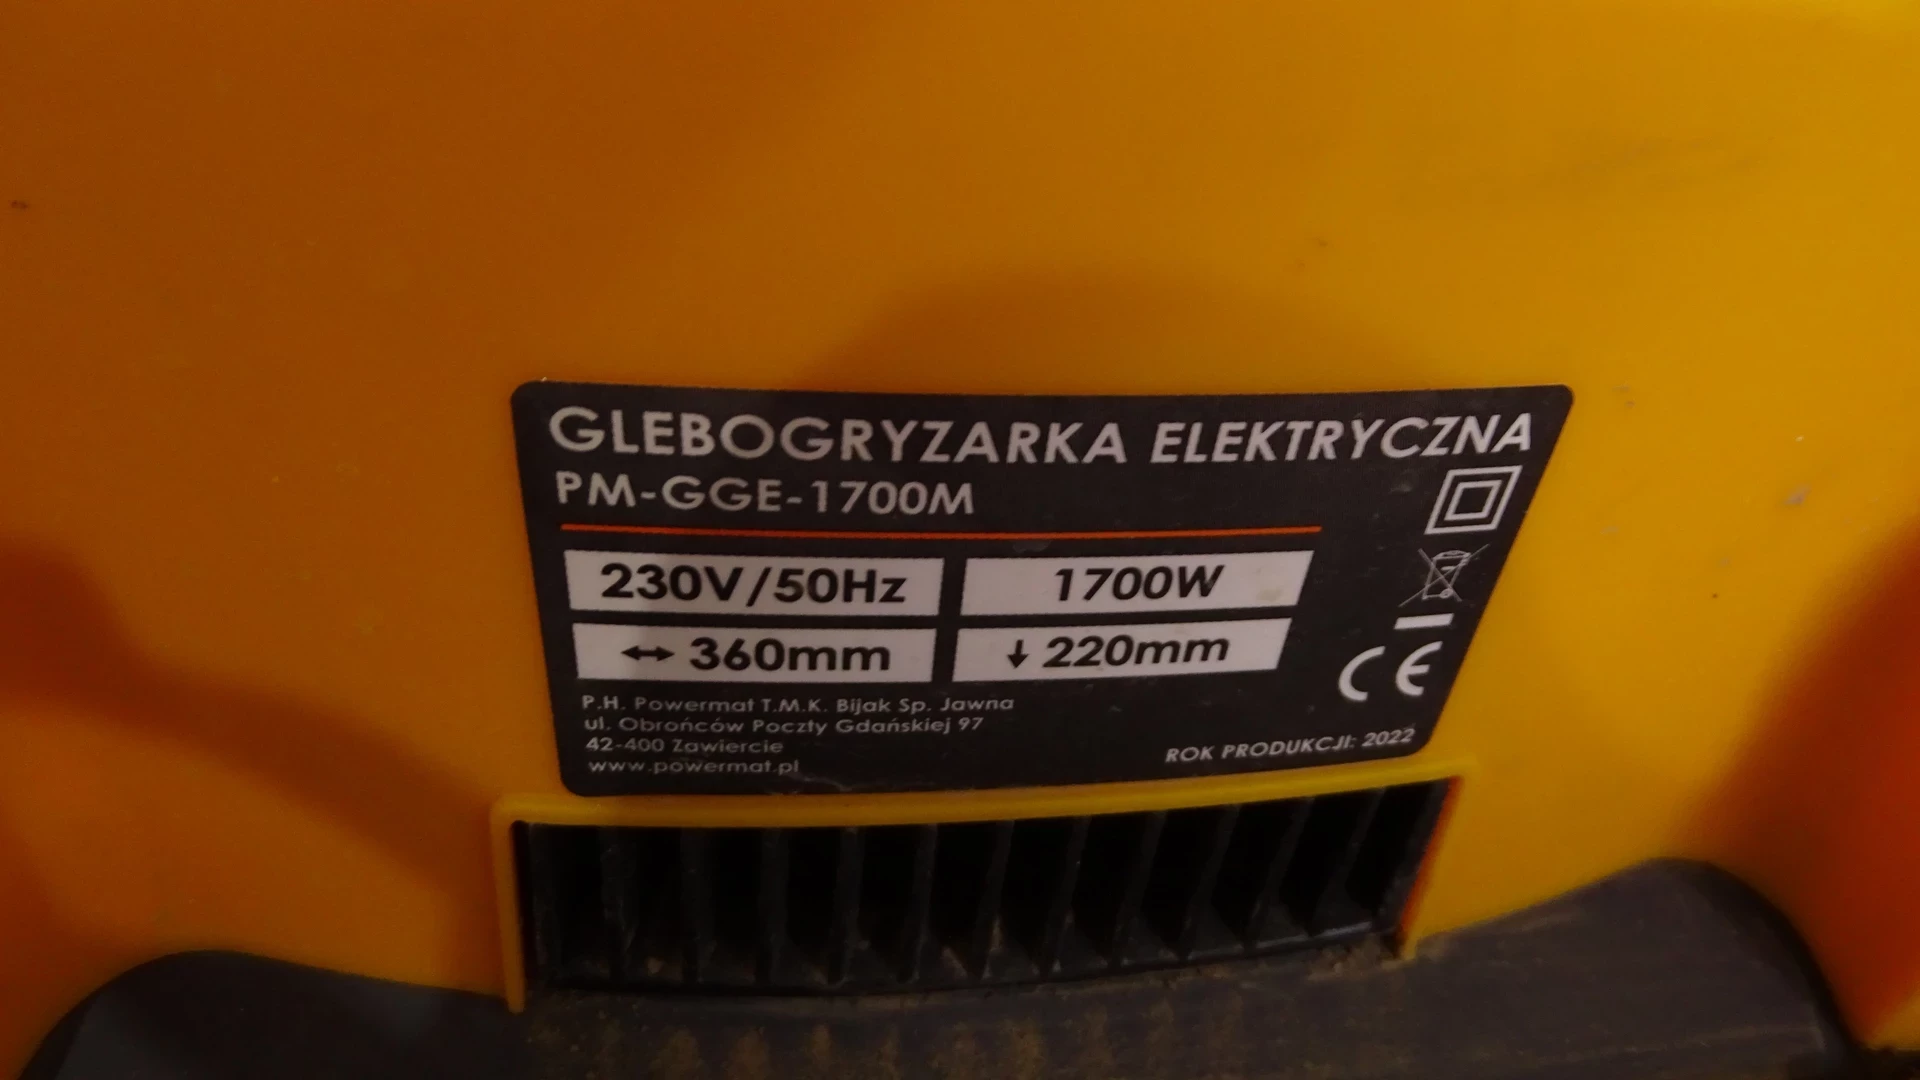 GLEBOGRYZARKA ELEKTRYCZNA
PM-GGE-1700M
230V/50Hz 1700W
↔ 360mm ↓ 220mm
P.H. Powermat T.M.K. Bijak Sp. Jawna
ul. Obrońców Poczty Gdańskiej 97
42-400 Zawiercie
www.powermat.pl
CE
ROK PRODUKCJI: 2022